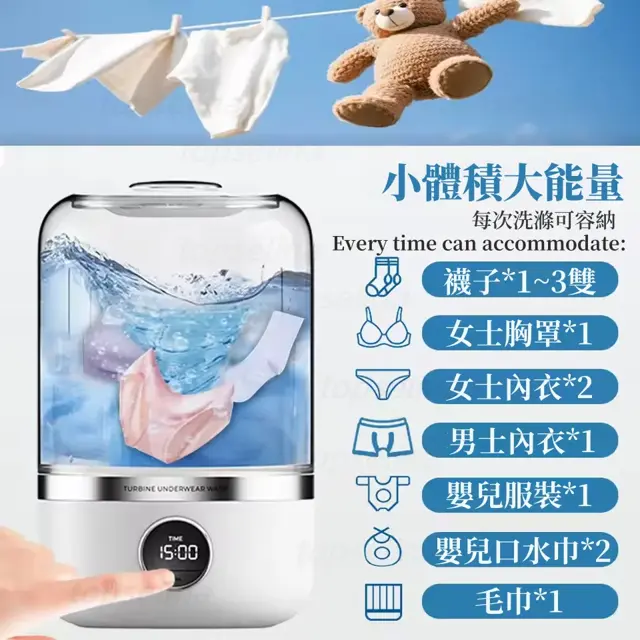 小體積大能量
每次洗滌可容納
Every time can accommodate:
襪子*1~3雙
女士胸罩*1
女士內衣*2
男士內衣*1
嬰兒服裝*1
嬰兒口水巾*2
毛巾*1
TURBINE UNDERWEAR WASH
TIME
15:00